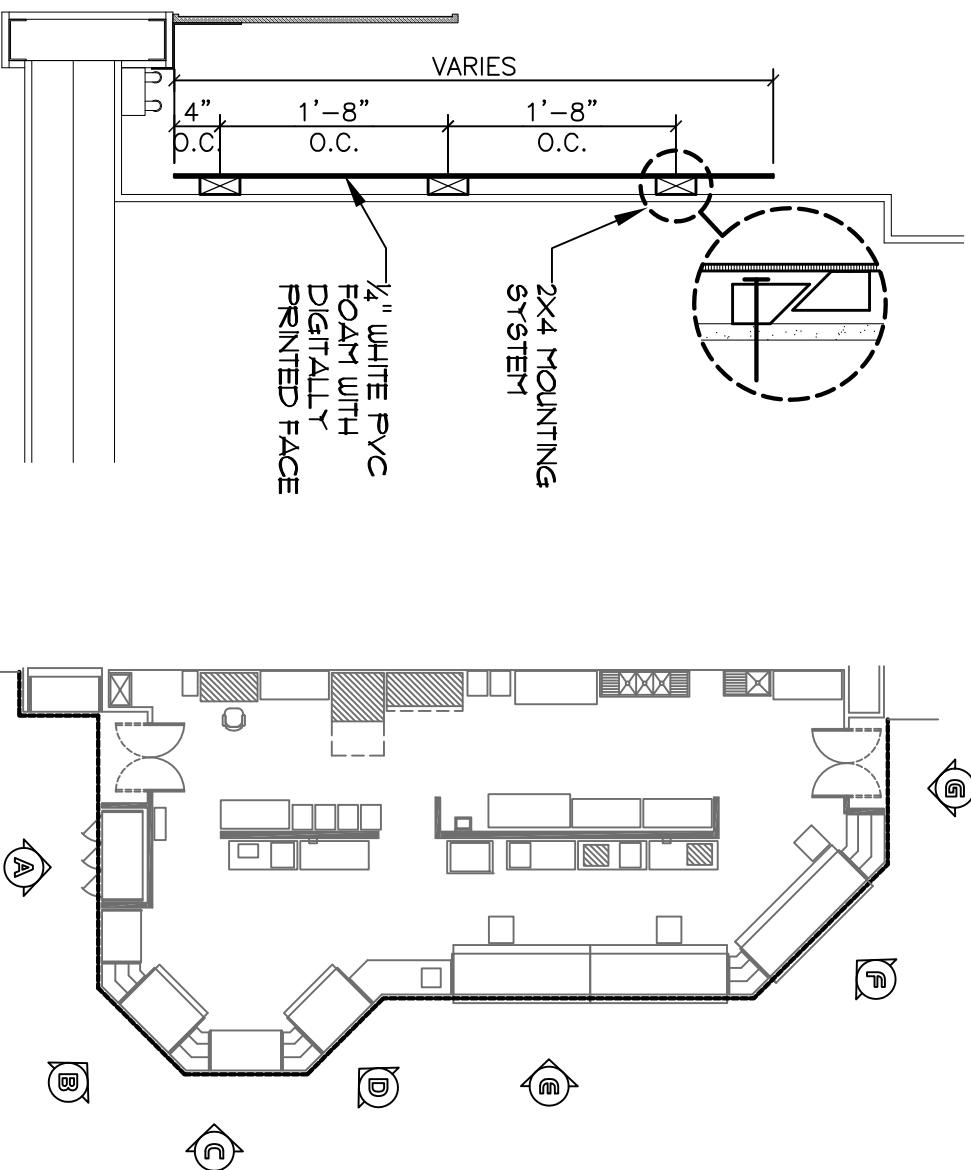 VARIES
4" 1'-8" 1'-8"
O.C. O.C. O.C.
¼" WHITE PVC
FOAM WITH
DIGITALLY
PRINTED FACE
2X4 MOUNTING
SYSTEM
A
B
C
D
E
F
G